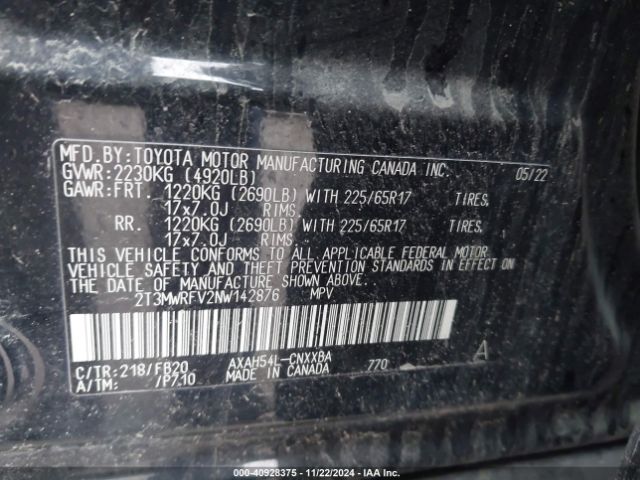 MFD.BY:TOYOTA MOTOR MANUFACTURING CANADA INC. 05/22
GVWR:2230KG (4920LB)
GAWR:FRT. 1220KG (2690LB) WITH 225/65R17 TIRES.
17x7.0J RIMS.
RR. 1220KG (2690LB) WITH 225/65R17 TIRES.
17x7.0J RIMS.
THIS VEHICLE CONFORMS TO ALL APPLICABLE FEDERAL MOTOR
VEHICLE SAFETY AND THEFT PREVENTION STANDARDS IN EFFECT ON
THE DATE OF MANUFACTURE SHOWN ABOVE.
2T3MWRFV2NW142876 MPV
C/TR:218/FB20 AXAH54L-CNXXBA 770 A
A/TM: /P710 MADE IN CANADA
000-40928375 - 11/22/2024 - IAA Inc.